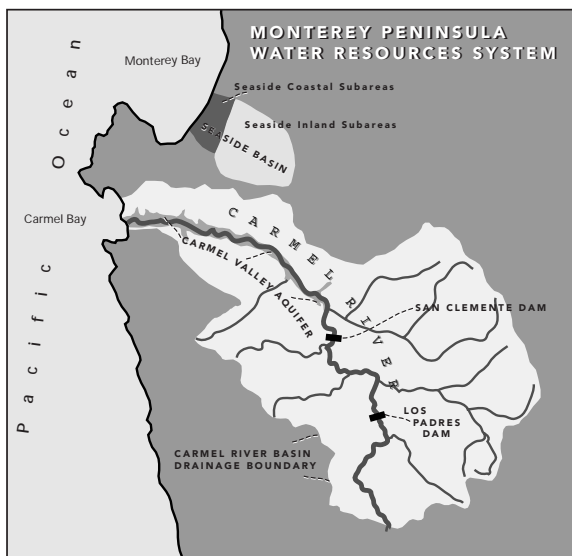 MONTEREY PENINSULA
WATER RESOURCES SYSTEM
Monterey Bay
Seaside Coastal Subareas
Seaside Inland Subareas
SEASIDE BASIN
Pacific Ocean
Carmel Bay
CARMEL RIVER
CARMEL VALLEY AQUIFER
SAN CLEMENTE DAM
LOS
PADRES
DAM
CARMEL RIVER BASIN
DRAINAGE BOUNDARY